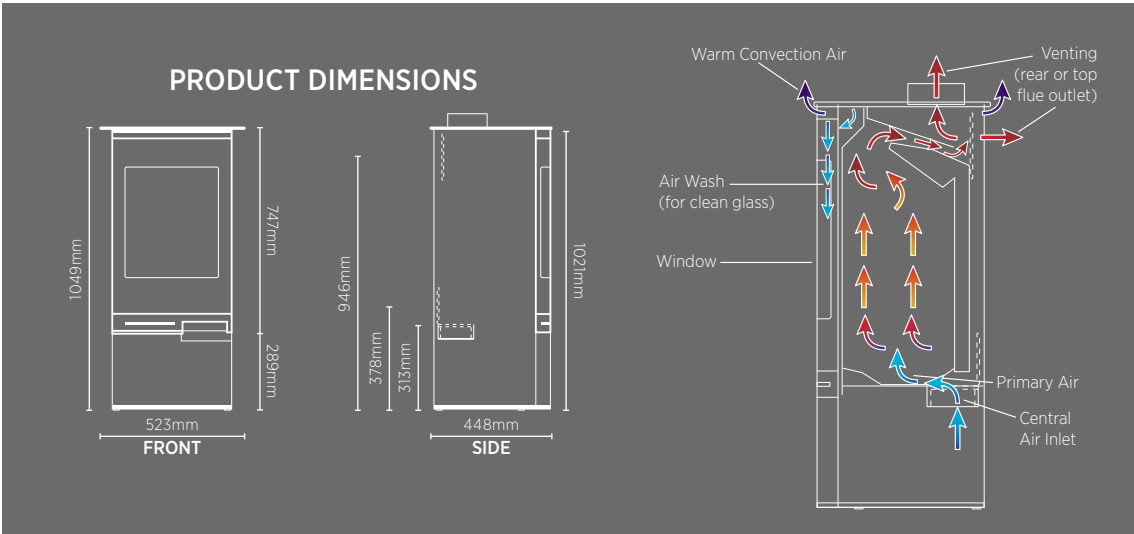 PRODUCT DIMENSIONS
1049mm
747mm
289mm
523mm
FRONT
946mm
378mm
313mm
1021mm
448mm
SIDE
Warm Convection Air
Venting
(rear or top
flue outlet)
Air Wash
(for clean glass)
Window
Primary Air
Central
Air Inlet